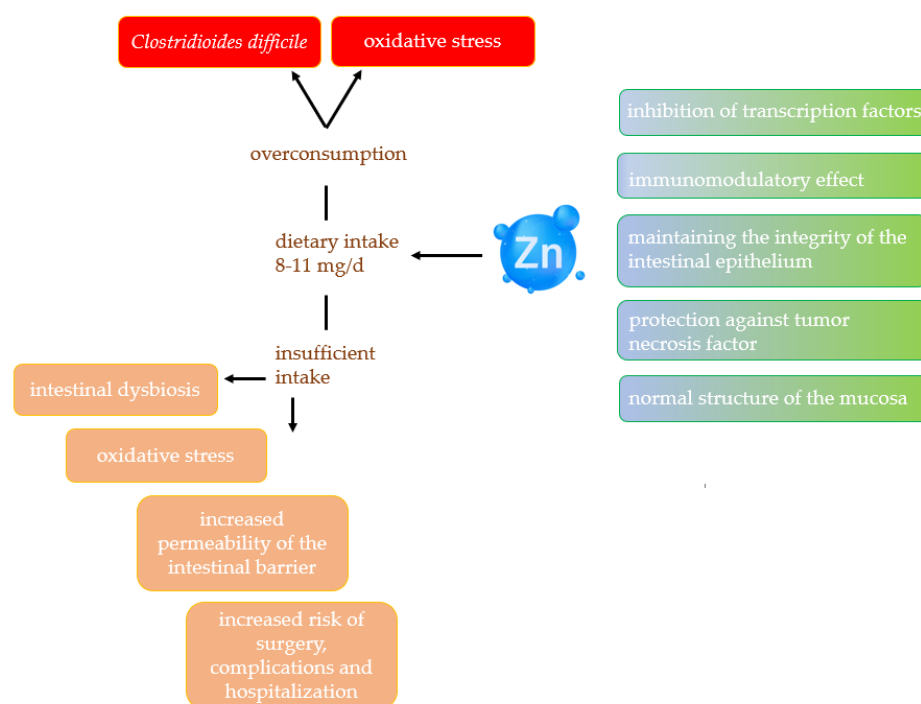 Clostridioides difficile
oxidative stress
overconsumption
dietary intake
8-11 mg/d
insufficient
intake
intestinal dysbiosis
oxidative stress
increased
permeability of the
intestinal barrier
increased risk of
surgery,
complications and
hospitalization
Zn
inhibition of transcription factors
immunomodulatory effect
maintaining the integrity of the
intestinal epithelium
protection against tumor
necrosis factor
normal structure of the mucosa